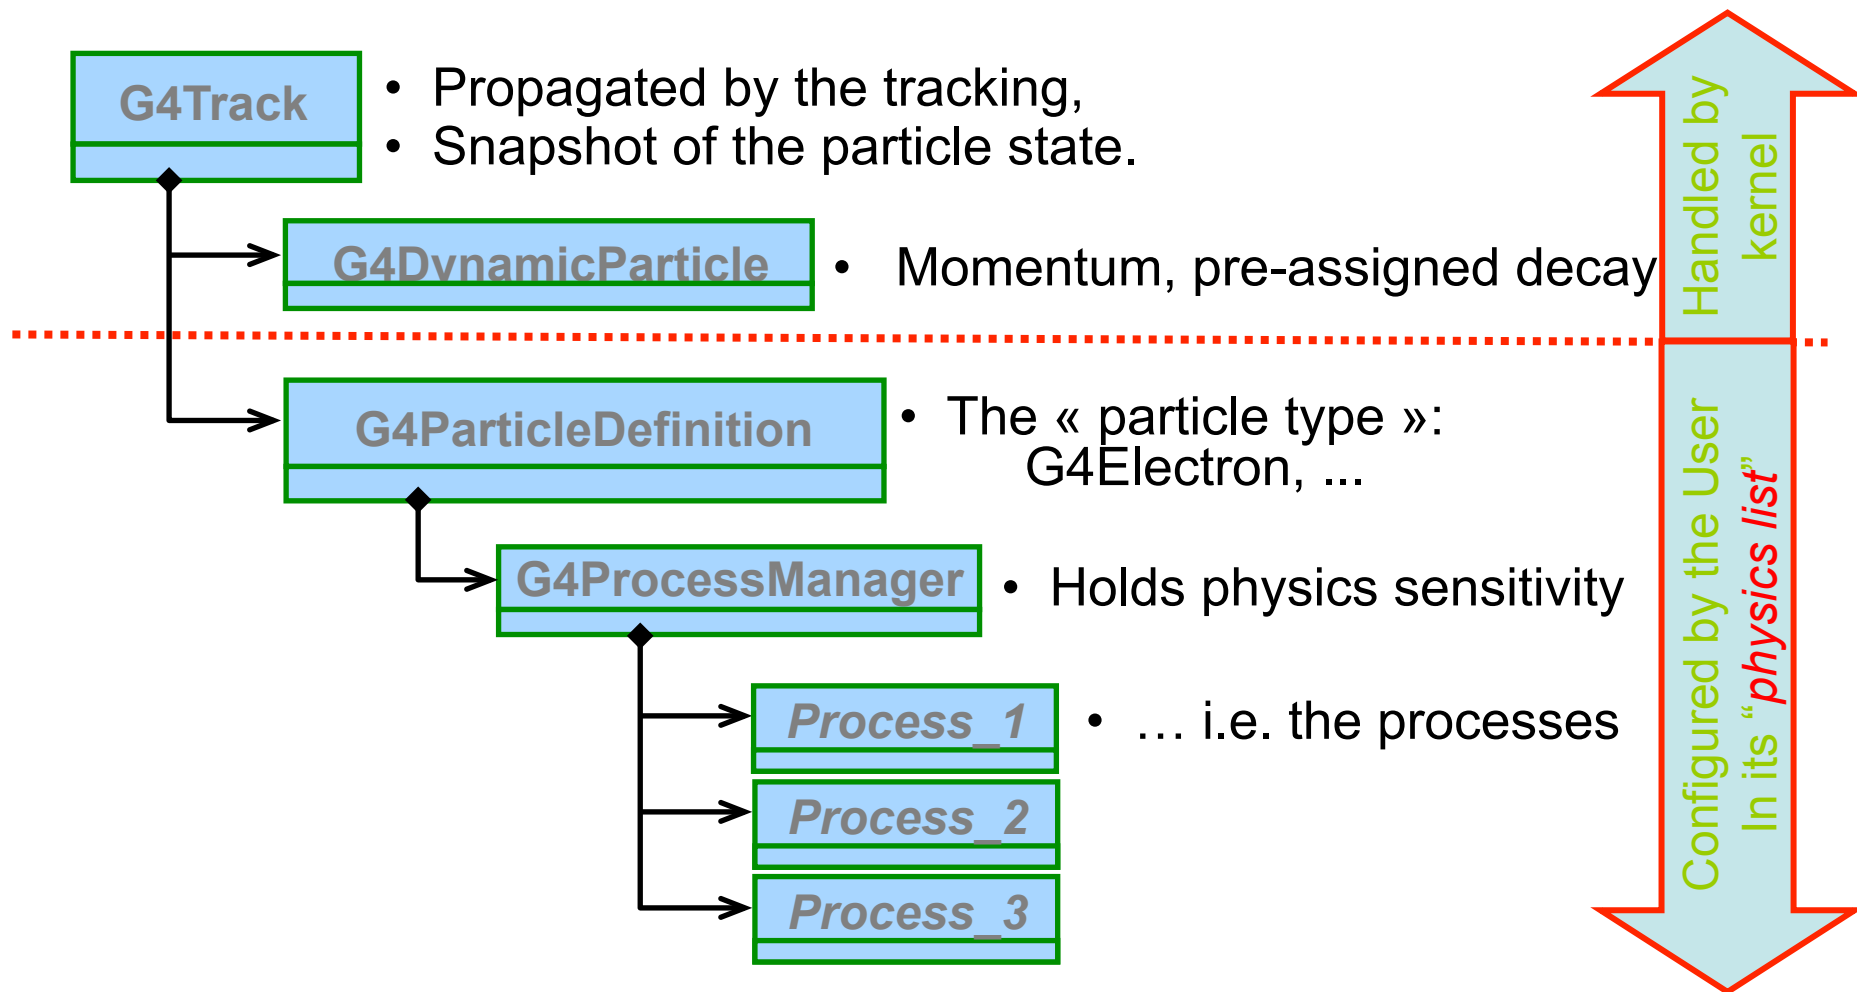 G4Track
• Propagated by the tracking,
• Snapshot of the particle state.
G4DynamicParticle
• Momentum, pre-assigned decay
G4ParticleDefinition
• The « particle type »:
G4Electron, ...
G4ProcessManager
• Holds physics sensitivity
Process_1
• … i.e. the processes
Process_2
Process_3
Handled by
kernel
Configured by the User
In its “physics list”